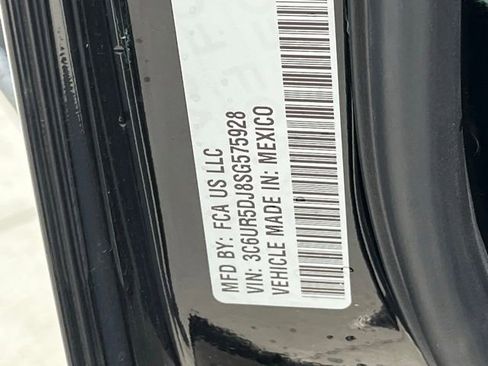 MFD BY: FCA US LLC
VIN: 3C6UR5DJ8SG575928
VEHICLE MADE IN: MEXICO